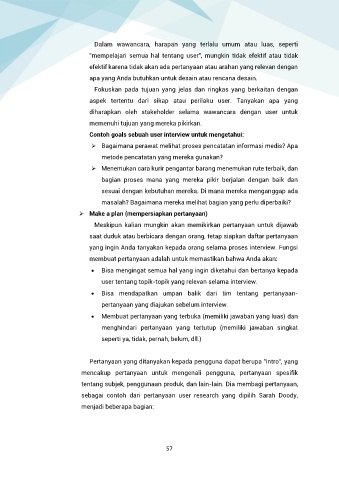 Dalam wawancara, harapan yang terlalu umum atau luas, seperti
"mempelajari semua hal tentang user", mungkin tidak efektif atau tidak
efektif karena tidak akan ada pertanyaan atau arahan yang relevan dengan
apa yang Anda butuhkan untuk desain atau rencana desain.
Fokuskan pada tujuan yang jelas dan ringkas yang berkaitan dengan
aspek tertentu dari sikap atau perilaku user. Tanyakan apa yang
diharapkan oleh stakeholder selama wawancara dengan user untuk
memenuhi tujuan yang mereka pikirkan.
Contoh goals sebuah user interview untuk mengetahui:
➢ Bagaimana perawat melihat proses pencatatan informasi medis? Apa
metode pencatatan yang mereka gunakan?
➢ Menemukan cara kurir pengantar barang menemukan rute terbaik, dan
bagian proses mana yang mereka pikir berjalan dengan baik dan
sesuai dengan kebutuhan mereka. Di mana mereka menganggap ada
masalah? Bagaimana mereka melihat bagian yang perlu diperbaiki?
➢ Make a plan (mempersiapkan pertanyaan)
Meskipun kalian mungkin akan memikirkan pertanyaan untuk dijawab
saat duduk atau berbicara dengan orang, tetap siapkan daftar pertanyaan
yang ingin Anda tanyakan kepada orang selama proses interview. Fungsi
membuat pertanyaan adalah untuk memastikan bahwa Anda akan:
• Bisa mengingat semua hal yang ingin diketahui dan bertanya kepada
user tentang topik-topik yang relevan selama interview.
• Bisa mendapatkan umpan balik dari tim tentang pertanyaan-
pertanyaan yang diajukan sebelum interview.
• Membuat pertanyaan yang terbuka (memiliki jawaban yang luas) dan
menghindari pertanyaan yang tertutup (memiliki jawaban singkat
seperti ya, tidak, pernah, belum, dll.)
Pertanyaan yang ditanyakan kepada pengguna dapat berupa "intro", yang
mencakup pertanyaan untuk mengenali pengguna, pertanyaan spesifik
tentang subjek, penggunaan produk, dan lain-lain. Dia membagi pertanyaan,
sebagai contoh dari pertanyaan user research yang dipilih Sarah Doody,
menjadi beberapa bagian:
57